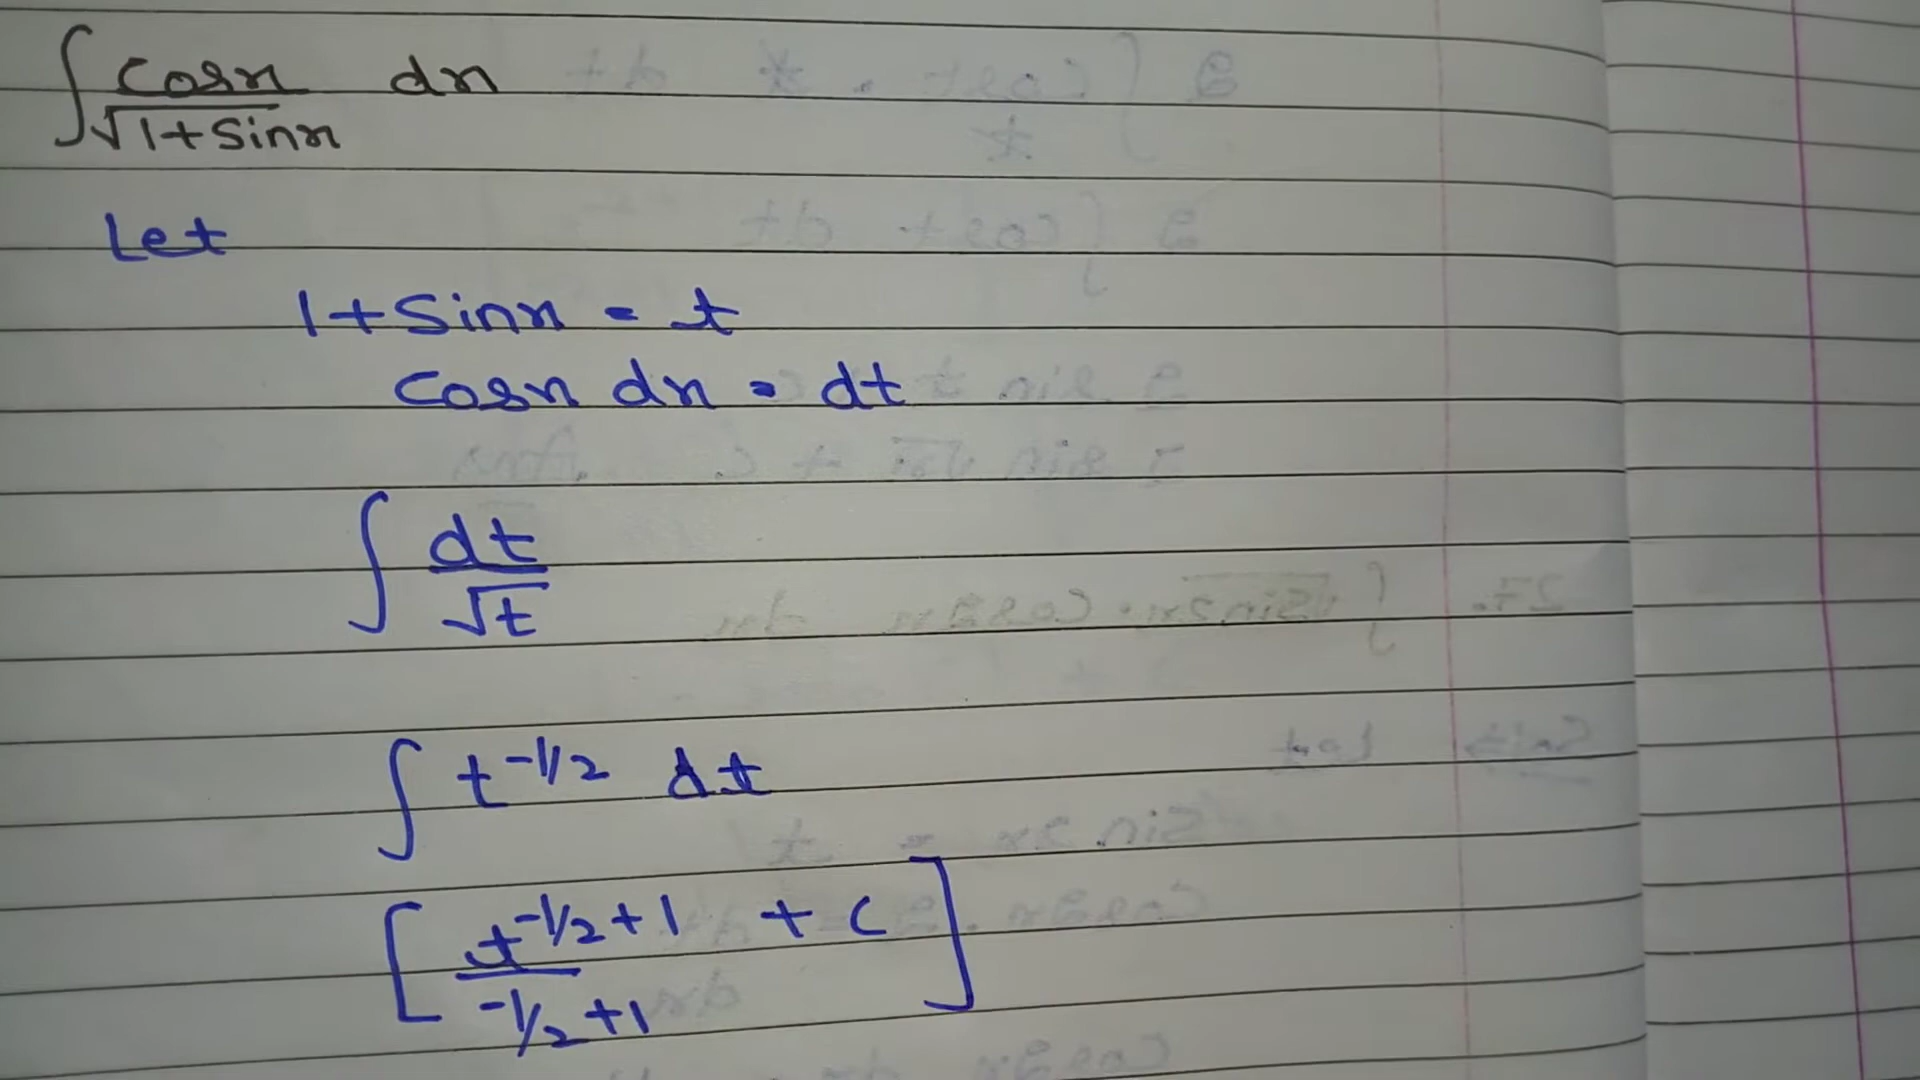 ∫ cosx/√1+sinx dx
Let
1+sinx = t
cosx dx = dt
∫ dt/√t
∫ t^-1/2 dt
[ t^-1/2+1 / -1/2+1 + c ]